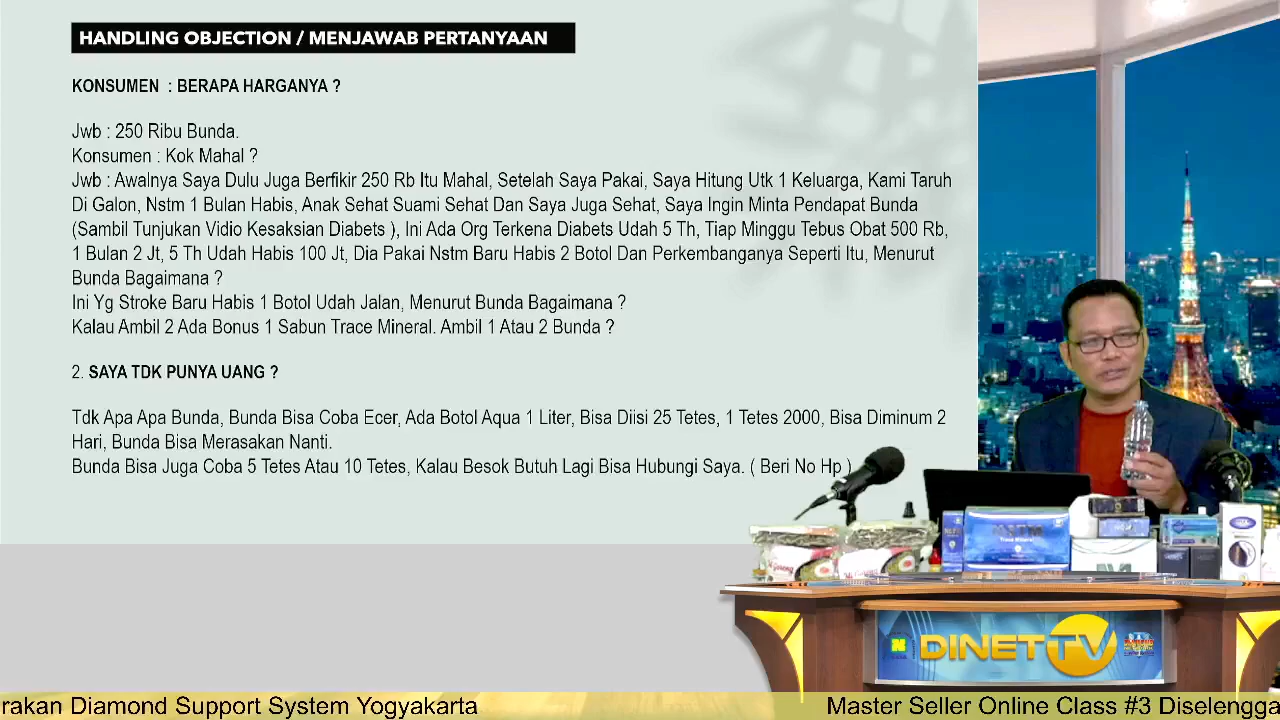 HANDLING OBJECTION / MENJAWAB PERTANYAAN
KONSUMEN : BERAPA HARGANYA ?
Jwb : 250 Ribu Bunda.
Konsumen : Kok Mahal ?
Jwb : Awalnya Saya Dulu Juga Berfikir 250 Rb Itu Mahal, Setelah Saya Pakai, Saya Hitung Utk 1 Keluarga, Kami Taruh
Di Galon, Nstm 1 Bulan Habis, Anak Sehat Suami Sehat Dan Saya Juga Sehat, Saya Ingin Minta Pendapat Bunda
(Sambil Tunjukan Vidio Kesaksian Diabets ), Ini Ada Org Terkena Diabets Udah 5 Th, Tiap Minggu Tebus Obat 500 Rb,
1 Bulan 2 Jt, 5 Th Udah Habis 100 Jt, Dia Pakai Nstm Baru Habis 2 Botol Dan Perkembanganya Seperti Itu, Menurut
Bunda Bagaimana ?
Ini Yg Stroke Baru Habis 1 Botol Udah Jalan, Menurut Bunda Bagaimana ?
Kalau Ambil 2 Ada Bonus 1 Sabun Trace Mineral. Ambil 1 Atau 2 Bunda ?
2. SAYA TDK PUNYA UANG ?
Tdk Apa Apa Bunda, Bunda Bisa Coba Ecer, Ada Botol Aqua 1 Liter, Bisa Diisi 25 Tetes, 1 Tetes 2000, Bisa Diminum 2
Hari, Bunda Bisa Merasakan Nanti.
Bunda Bisa Juga Coba 5 Tetes Atau 10 Tetes, Kalau Besok Butuh Lagi Bisa Hubungi Saya. ( Beri No Hp )
NSTM
Trace Mineral
DINET TV
rakan Diamond Support System Yogyakarta
Master Seller Online Class #3 Diselengga